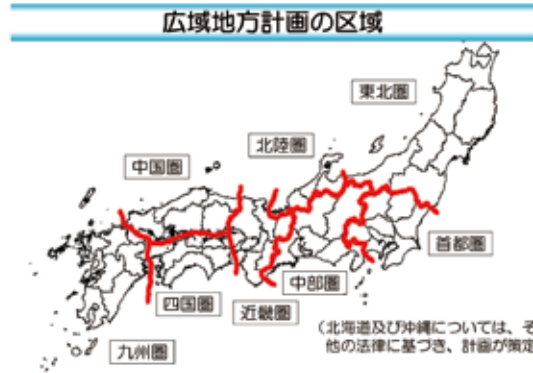 広域地方計画の区域
東北圏
北陸圏
中国圏
首都圏
中部圏
四国圏
近畿圏
九州圏
（北海道及び沖縄については、そ
他の法律に基づき、計画が策定